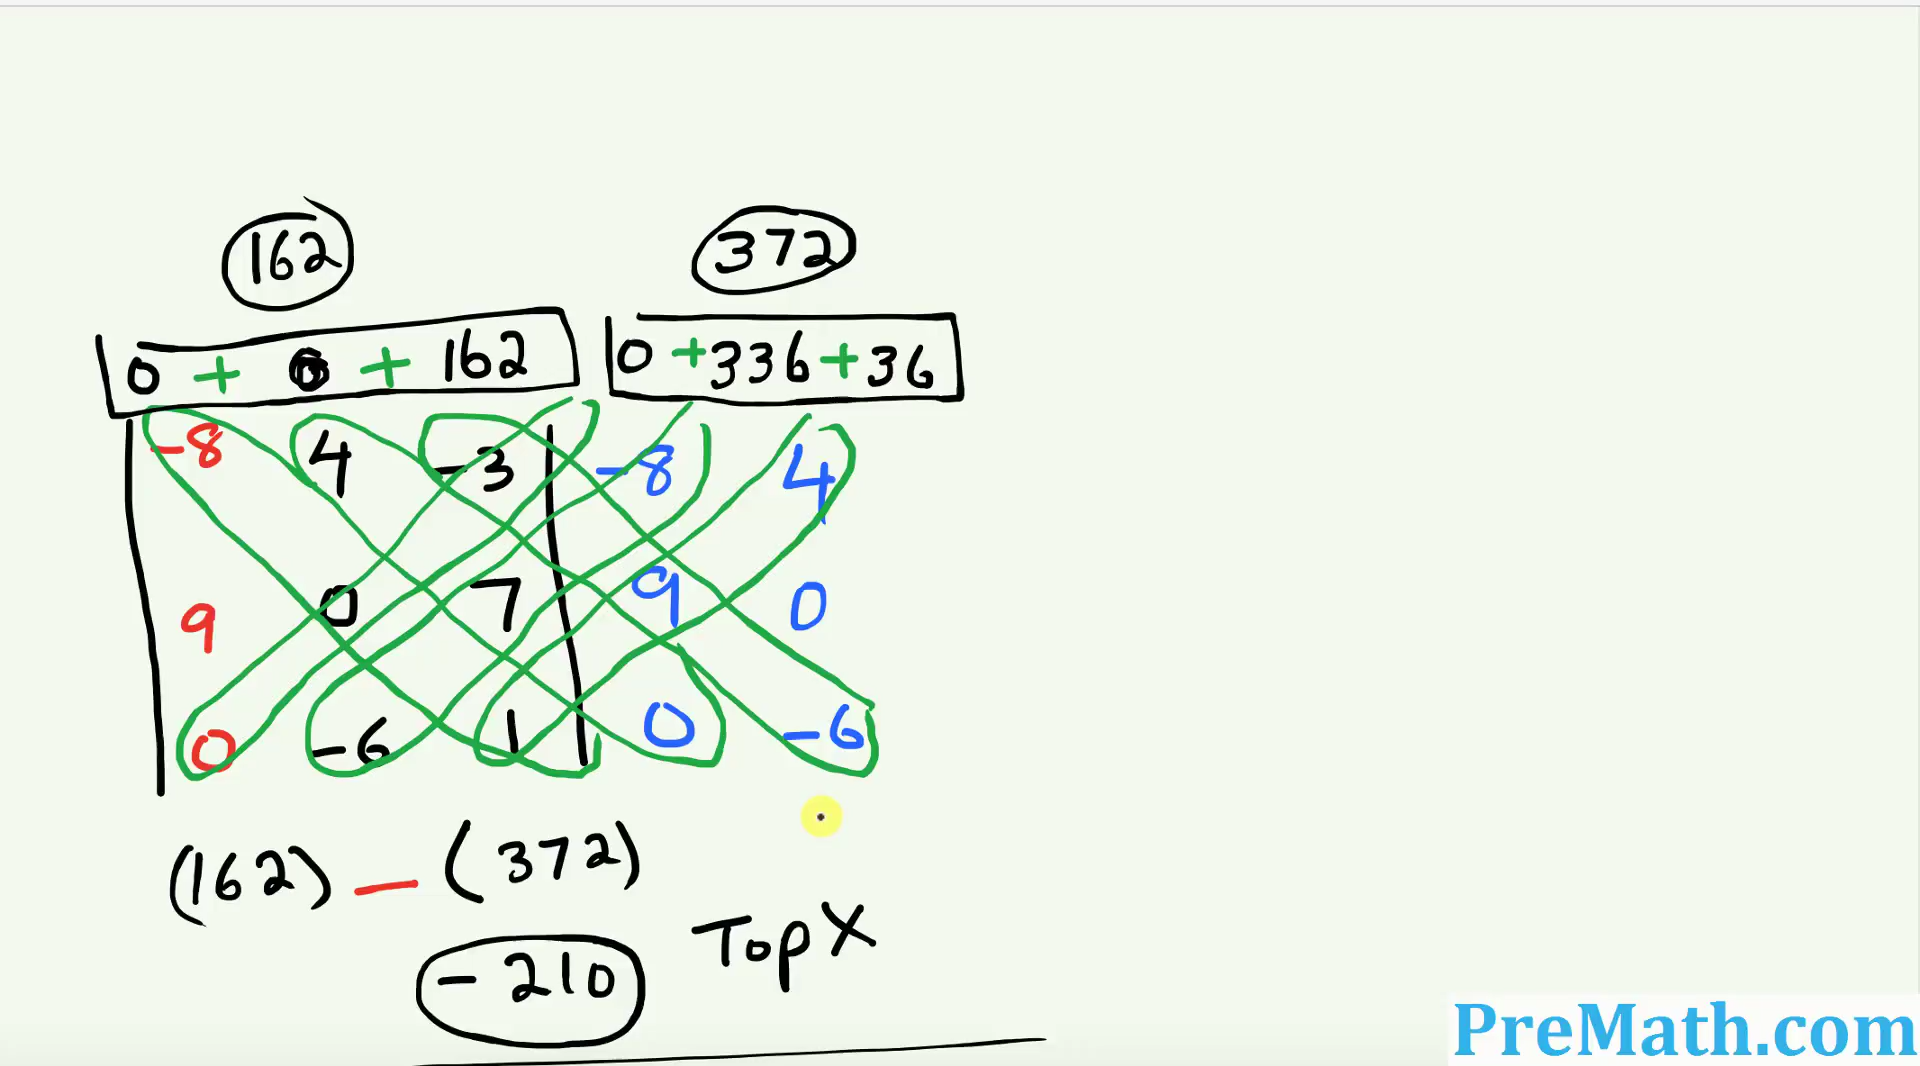 162 372
0 + 0 + 162 0 + 336 + 36
-8 4 -3 -8 4
9 0 7 9 0
0 -6 1 0 -6
(162) — (372)
Top X
- 210
PreMath.com